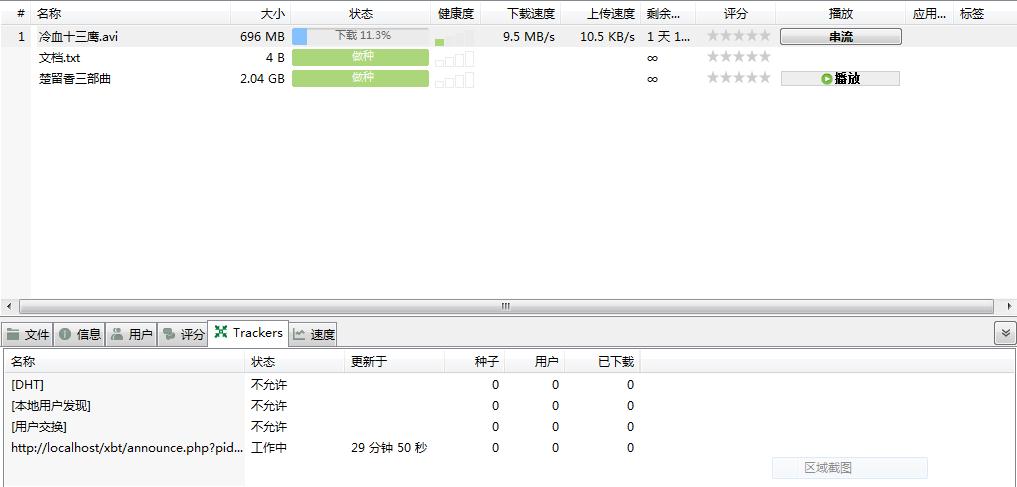 # 名称 大小 状态 健康度 下载速度 上传速度 剩余... 评分 播放 应用... 标签
1 冷血十三鹰.avi 696 MB 下载 11.3% 9.5 MB/s 10.5 KB/s 1 天 1... 串流
文档.txt 4 B 做种 ∞
楚留香三部曲 2.04 GB 做种 ∞ 播放
文件 信息 用户 评分 Trackers 速度
名称 状态 更新于 种子 用户 已下载
[DHT] 不允许 0 0 0
[本地用户发现] 不允许 0 0 0
[用户交换] 不允许 0 0 0
http://localhost/xbt/announce.php?pid... 工作中 29 分钟 50 秒 0 0 0
区域截图